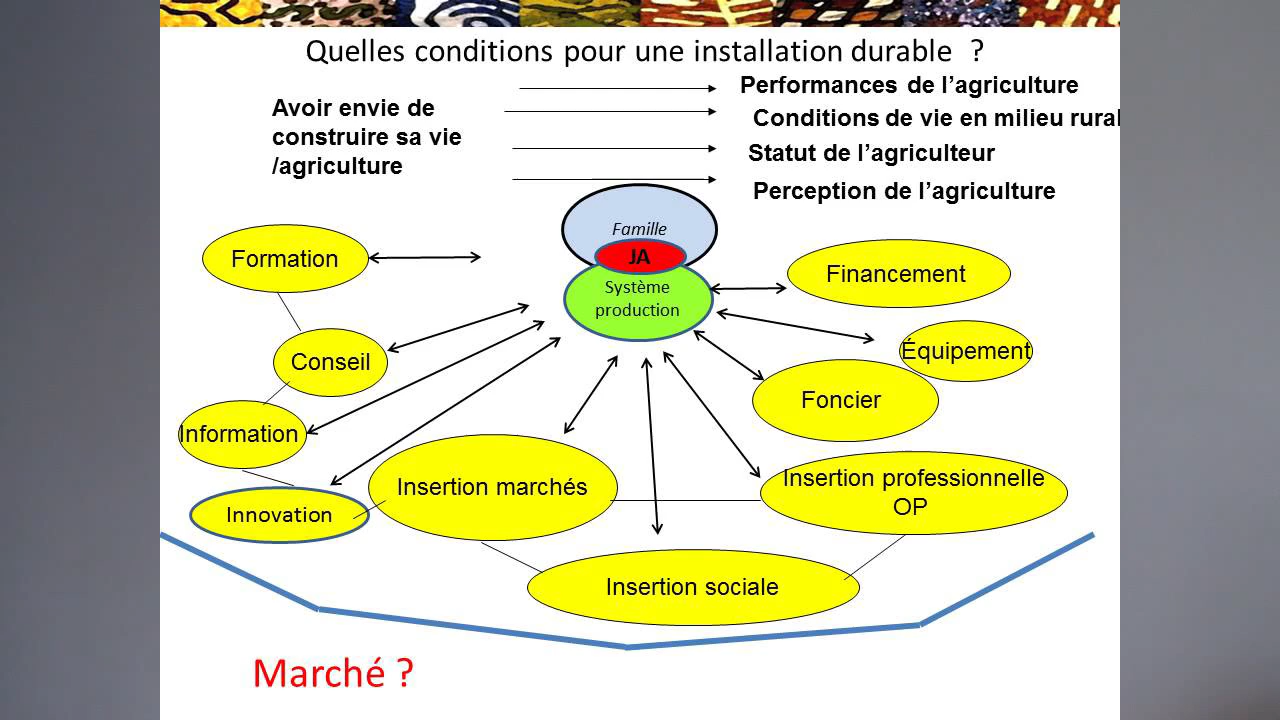 Quelles conditions pour une installation durable  ?
Avoir envie de
construire sa vie
/agriculture
Performances de l’agriculture
Conditions de vie en milieu rural
Statut de l’agriculteur
Perception de l’agriculture
Famille
JA
Système
production
Formation
Financement
Conseil
Équipement
Foncier
Information
Insertion marchés
Insertion professionnelle
OP
Innovation
Insertion sociale
Marché ?